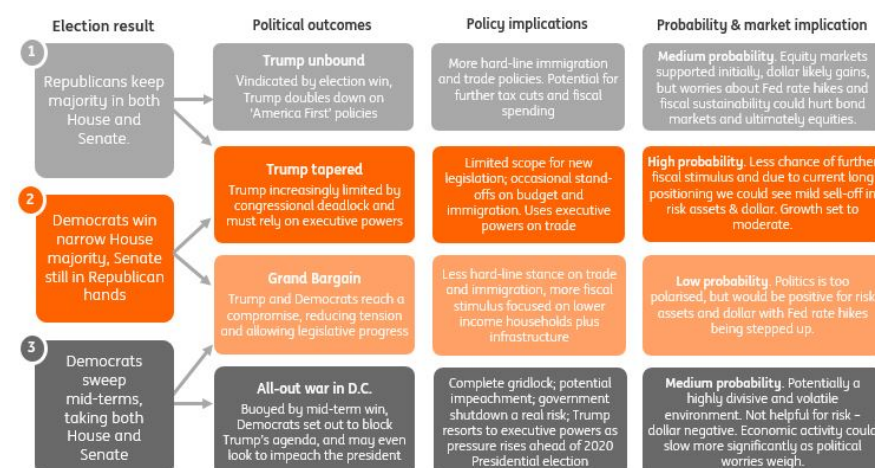 Election result
Political outcomes
Policy implications
Probability & market implication
1
Republicans keep
majority in both
House and
Senate.
Trump unbound
Vindicated by election win,
Trump doubles down on
'America First' policies
More hard-line immigration
and trade policies. Potential for
further tax cuts and fiscal
spending
Medium probability. Equity markets
supported initially, dollar likely gains,
but worries about Fed rate hikes and
fiscal sustainability could hurt bond
markets and ultimately equities.
2
Democrats win
narrow House
majority, Senate
still in Republican
hands
Trump tapered
Trump increasingly limited by
congressional deadlock and
must rely on executive powers
Limited scope for new
legislation; occasional stand-
offs on budget and
immigration. Uses executive
powers on trade
High probability. Less chance of further
fiscal stimulus and due to current long
positioning we could see mild sell-off in
risk assets & dollar. Growth set to
moderate.
Grand Bargain
Trump and Democrats reach a
compromise, reducing tension
and allowing legislative progress
Less hard-line stance on trade
and immigration, more fiscal
stimulus focused on lower
income households plus
infrastructure
Low probability. Politics is too
polarised, but would be positive for risk
assets and dollar with Fed rate hikes
being stepped up.
3
Democrats
sweep
mid-terms,
taking both
House and
Senate
All-out war in D.C.
Buoyed by mid-term win,
Democrats set out to block
Trump's agenda, and may even
look to impeach the president
Complete gridlock; potential
impeachment; government
shutdown a real risk; Trump
resorts to executive powers as
pressure rises ahead of 2020
Presidential election
Medium probability. Potentially a
highly divisive and volatile
environment. Not helpful for risk –
dollar negative. Economic activity could
slow more significantly as political
worries weigh.